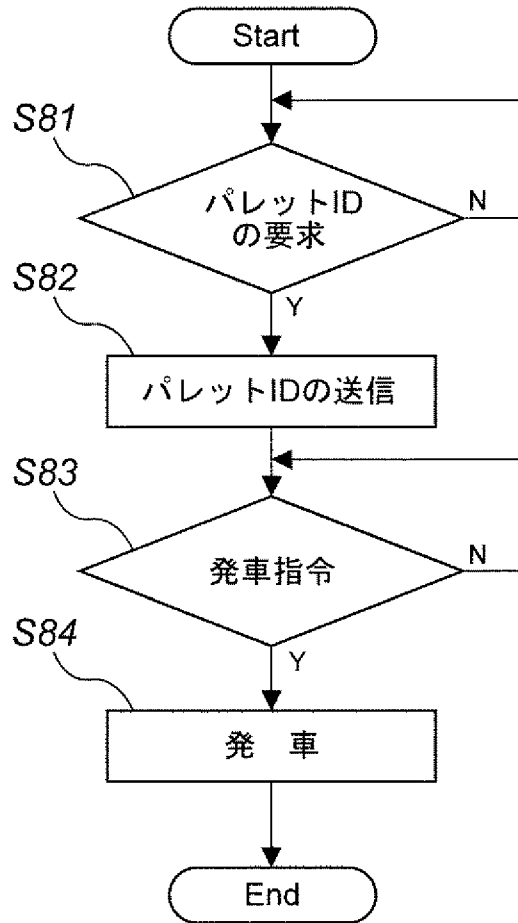 Start
S81
パレットID
の要求
N
Y
S82
パレットIDの送信
S83
発車指令
N
Y
S84
発 車
End